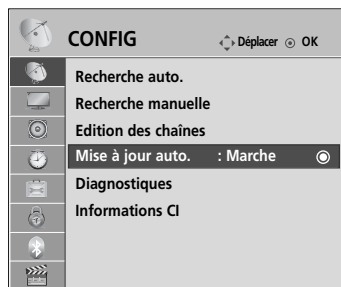 CONFIG
Déplacer OK
Recherche auto.
Recherche manuelle
Edition des chaînes
Mise à jour auto. : Marche
Diagnostiques
Informations CI